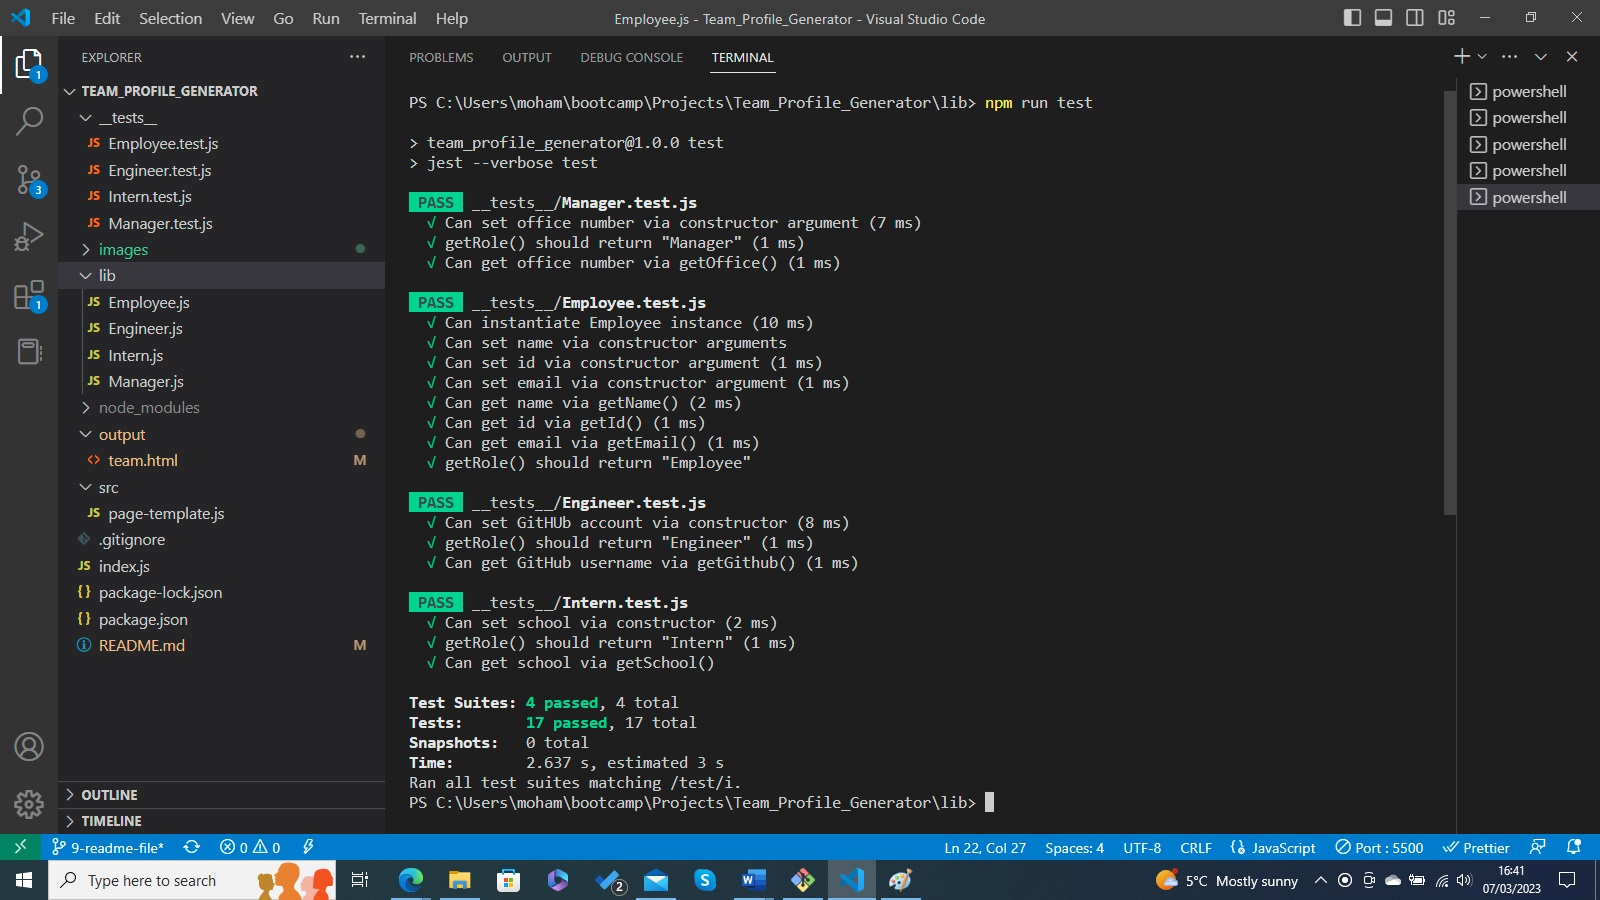 File Edit Selection View Go Run Terminal Help
Employee.js - Team_Profile_Generator - Visual Studio Code
EXPLORER
1
3
1
TEAM_PROFILE_GENERATOR
__tests__
JS Employee.test.js
JS Engineer.test.js
JS Intern.test.js
JS Manager.test.js
images
lib
JS Employee.js
JS Engineer.js
JS Intern.js
JS Manager.js
node_modules
output
<> team.html M
src
JS page-template.js
.gitignore
JS index.js
{} package-lock.json
{} package.json
README.md M
OUTLINE
TIMELINE
PROBLEMS OUTPUT DEBUG CONSOLE TERMINAL
PS C:\Users\moham\bootcamp\Projects\Team_Profile_Generator\lib> npm run test
> team_profile_generator@1.0.0 test
> jest --verbose test
PASS __tests__/Manager.test.js
√ Can set office number via constructor argument (7 ms)
√ getRole() should return "Manager" (1 ms)
√ Can get office number via getOffice() (1 ms)
PASS __tests__/Employee.test.js
√ Can instantiate Employee instance (10 ms)
√ Can set name via constructor arguments
√ Can set id via constructor argument (1 ms)
√ Can set email via constructor argument (1 ms)
√ Can get name via getName() (2 ms)
√ Can get id via getId() (1 ms)
√ Can get email via getEmail() (1 ms)
√ getRole() should return "Employee"
PASS __tests__/Engineer.test.js
√ Can set GitHUb account via constructor (8 ms)
√ getRole() should return "Engineer" (1 ms)
√ Can get GitHub username via getGithub() (1 ms)
PASS __tests__/Intern.test.js
√ Can set school via constructor (2 ms)
√ getRole() should return "Intern" (1 ms)
√ Can get school via getSchool()
Test Suites: 4 passed, 4 total
Tests: 17 passed, 17 total
Snapshots: 0 total
Time: 2.637 s, estimated 3 s
Ran all test suites matching /test/i.
PS C:\Users\moham\bootcamp\Projects\Team_Profile_Generator\lib>
powershell
powershell
powershell
powershell
powershell
9-readme-file* 0 0 Ln 22, Col 27 Spaces: 4 UTF-8 CRLF {} JavaScript Port : 5500 Prettier
Type here to search
2
5°C Mostly sunny
16:41
07/03/2023